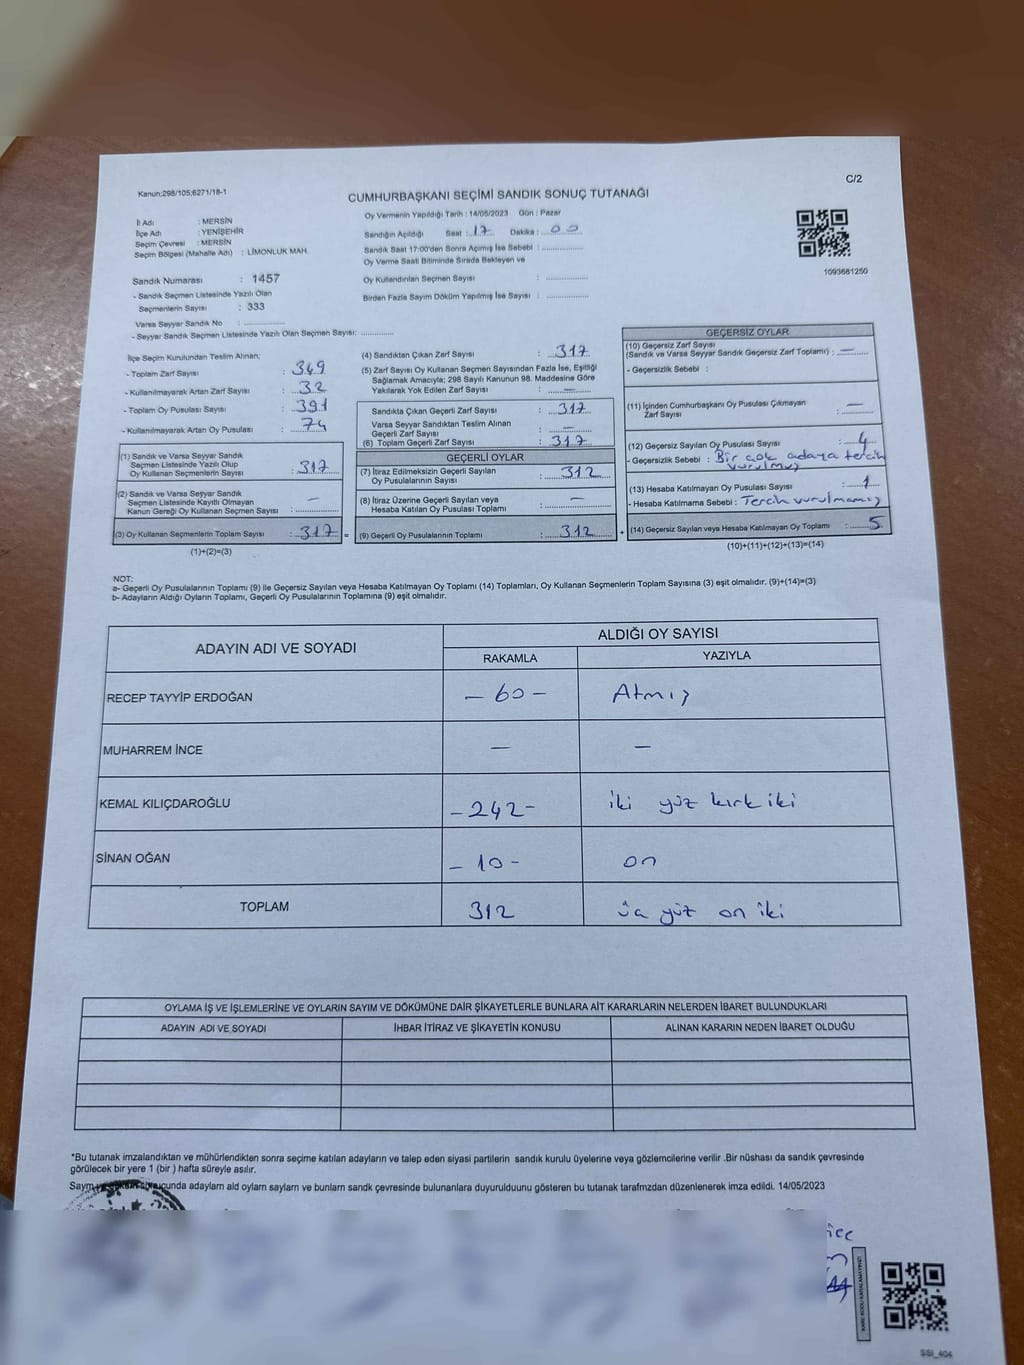 Kanun:298/105;6271/18-1
C/2
CUMHURBAŞKANI SEÇİMİ SANDIK SONUÇ TUTANAĞI
İl Adı : MERSİN
İlçe Adı : YENİŞEHİR
Seçim Çevresi : MERSİN
Seçim Bölgesi (Mahalle Adı) : LİMONLUK MAH.
Oy Vermenin Yapıldığı Tarih : 14/05/2023 Gün : Pazar
Sandığın Açıldığı Saat : 17 Dakika : 00
Sandık Saat 17:00'den Sonra Açımış İse Sebebi : ..............
Oy Verme Saati Bitiminde Sırada Bekleyen ve
Oy Kullandırılan Seçmen Sayısı : ..............
Birden Fazla Sayım Döküm Yapılmış İse Sayısı : ..............
1093681250
Sandık Numarası : 1457
- Sandık Seçmen Listesinde Yazılı Olan
Seçmenlerin Sayısı : 333
Varsa Seyyar Sandık No : ..............
- Seyyar Sandık Seçmen Listesinde Yazılı Olan Seçmen Sayısı: ............
İlçe Seçim Kurulundan Teslim Alınan;
- Toplam Zarf Sayısı : 349
- Kullanılmayarak Artan Zarf Sayısı : 32
- Toplam Oy Pusulası Sayısı : 391
- Kullanılmayarak Artan Oy Pusulası : 74
(1) Sandık ve Varsa Seyyar Sandık
Seçmen Listesinde Yazılı Olup
Oy Kullanan Seçmenlerin Sayısı : 317
(2) Sandık ve Varsa Seyyar Sandık
Seçmen Listesinde Kayıtlı Olmayan
Kanun Gereği Oy Kullanan Seçmen Sayısı : —
(3) Oy Kullanan Seçmenlerin Toplam Sayısı : 317 =
(1)+(2)=(3)
(4) Sandıktan Çıkan Zarf Sayısı : 317
(5) Zarf Sayısı Oy Kullanan Seçmen Sayısından Fazla İse, Eşitliği
Sağlamak Amacıyla; 298 Sayılı Kanunun 98. Maddesine Göre
Yakılarak Yok Edilen Zarf Sayısı : —
Sandıkta Çıkan Geçerli Zarf Sayısı : 317
Varsa Seyyar Sandıktan Teslim Alınan
Geçerli Zarf Sayısı : —
(6) Toplam Geçerli Zarf Sayısı : 317
GEÇERLİ OYLAR
(7) İtiraz Edilmeksizin Geçerli Sayılan
Oy Pusulalarının Sayısı : 312
(8) İtiraz Üzerine Geçerli Sayılan veya
Hesaba Katılan Oy Pusulası Toplamı : —
(9) Geçerli Oy Pusulalarının Toplamı : 312 +
GEÇERSİZ OYLAR
(10) Geçersiz Zarf Sayısı
(Sandık ve Varsa Seyyar Sandık Geçersiz Zarf Toplamı) : —
- Geçersizlik Sebebi :
(11) İçinden Cumhurbaşkanı Oy Pusulası Çıkmayan
Zarf Sayısı : —
(12) Geçersiz Sayılan Oy Pusulası Sayısı : 4
- Geçersizlik Sebebi : Bir çok adaya tercih
vurulmuş
(13) Hesaba Katılmayan Oy Pusulası Sayısı : 1
- Hesaba Katılmama Sebebi : Tercih vurulmamış
(14) Geçersiz Sayılan veya Hesaba Katılmayan Oy Toplamı : 5
(10)+(11)+(12)+(13)=(14)
NOT:
a- Geçerli Oy Pusulalarının Toplamı (9) ile Geçersiz Sayılan veya Hesaba Katılmayan Oy Toplamı (14) Toplamları, Oy Kullanan Seçmenlerin Toplam Sayısına (3) eşit olmalıdır. (9)+(14)=(3)
b- Adayların Aldığı Oyların Toplamı, Geçerli Oy Pusulalarının Toplamına (9) eşit olmalıdır.
ADAYIN ADI VE SOYADI
ALDIĞI OY SAYISI
RAKAMLA YAZIYLA
RECEP TAYYİP ERDOĞAN - 60 - Atmış
MUHARREM İNCE — —
KEMAL KILIÇDAROĞLU - 242 - iki yüz kırk iki
SİNAN OĞAN - 10 - on
TOPLAM 312 üç yüz on iki
OYLAMA İŞ VE İŞLEMLERİNE VE OYLARIN SAYIM VE DÖKÜMÜNE DAİR ŞİKAYETLERLE BUNLARA AİT KARARLARIN NELERDEN İBARET BULUNDUKLARI
ADAYIN ADI VE SOYADI İHBAR İTİRAZ VE ŞİKAYETİN KONUSU ALINAN KARARIN NEDEN İBARET OLDUĞU
*Bu tutanak imzalandıktan ve mühürlendikten sonra seçime katılan adayların ve talep eden siyasi partilerin sandık kurulu üyelerine veya gözlemcilerine verilir .Bir nüshası da sandık çevresinde
görülecek bir yere 1 (bir ) hafta süreyle asılır.
adayların ald oyların sayların ve bunların sandk çevresinde bulunanlara duyurulduunu gösteren bu tutanak tarafmzdan düzenlenerek imza edildi. 14/05/2023
SSİ_404